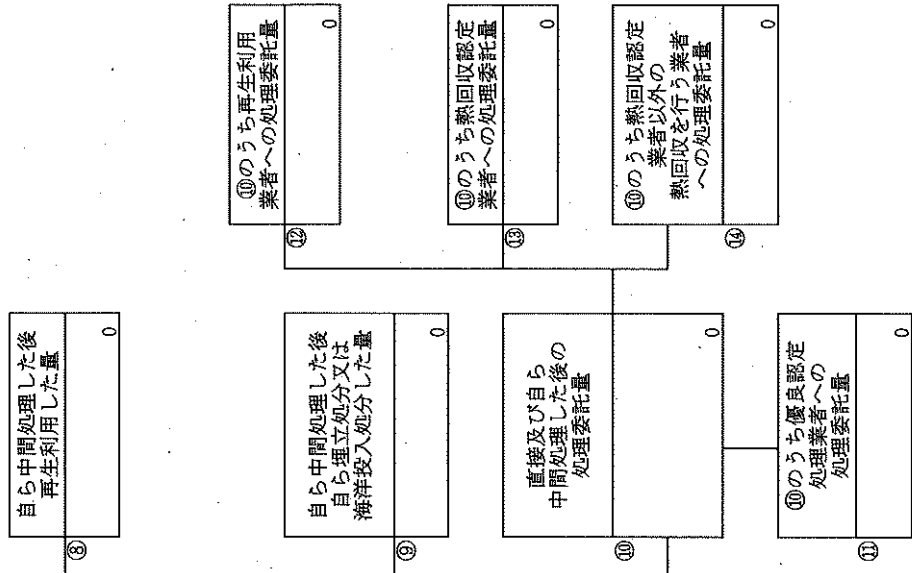 ⑧
自ら中間処理した後
再生利用した量
0
⑨
自ら中間処理した後
自ら埋立処分又は
海洋投入処分した量
0
⑩
直接及び自ら
中間処理した後の
処理委託量
0
⑪
⑩のうち優良認定
処理業者への
処理委託量
0
⑫
⑩のうち再生利用
業者への処理委託量
0
⑬
⑩のうち熱回収認定
業者への処理委託量
0
⑭
⑩のうち熱回収認定
業者以外の
熱回収を行う業者
への処理委託量
0